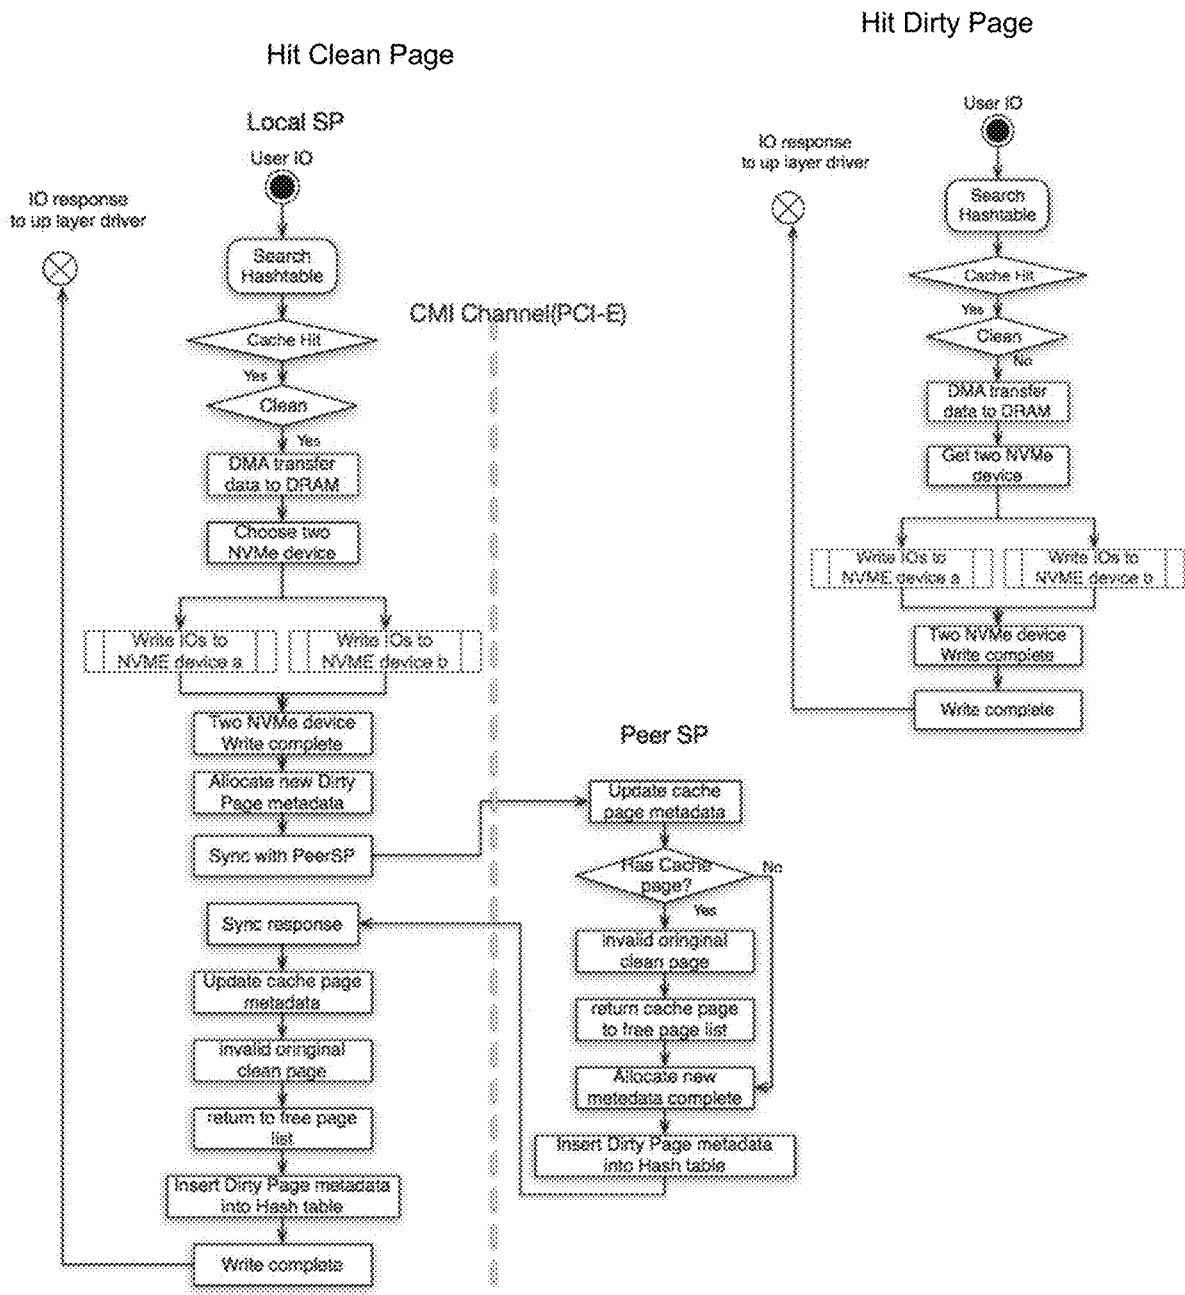 Hit Clean Page
Local SP
User IO
IO response
to up layer driver
Search
Hashtable
CMI Channel(PCI-E)
Cache Hit
Yes
Clean
Yes
DMA transfer
data to DRAM
Choose two
NVMe device
Write IOs to
NVME device a
Write IOs to
NVME device b
Two NVMe device
Write complete
Allocate new Dirty
Page metadata
Sync with PeerSP
Sync response
Update cache page
metadata
invalid oringinal
clean page
return to free page
list
Insert Dirty Page metadata
into Hash table
Write complete
Peer SP
Update cache
page metadata
Has Cache
page?
No
Yes
invalid oringinal
clean page
return cache page
to free page list
Allocate new
metedata complete
Insert Dirty Page metadata
into Hash table
Hit Dirty Page
User IO
IO response
to up layer driver
Search
Hashtable
Cache Hit
Yes
Clean
No
DMA transfer
data to DRAM
Get two NVMe
device
Write IOs to
NVME device a
Write IOs to
NVME device b
Two NVMe device
Write complete
Write complete